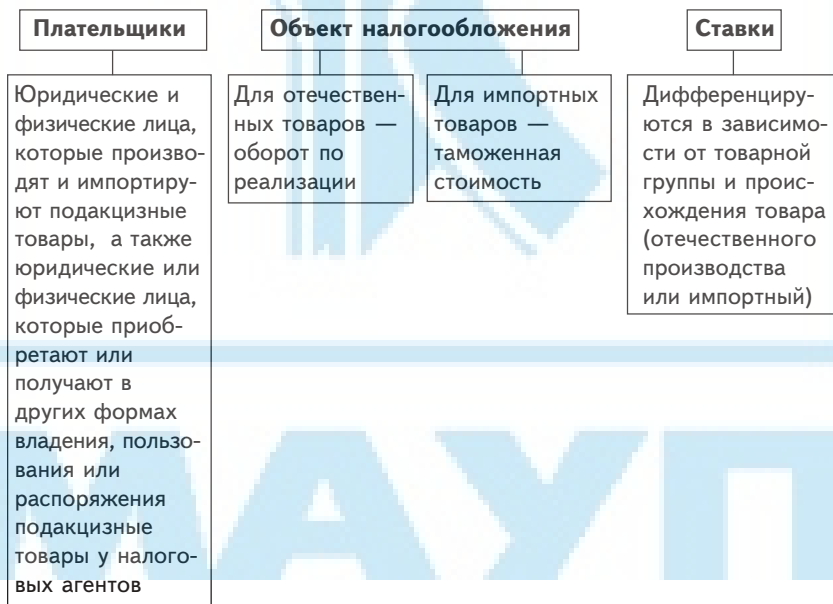 Плательщики
Объект налогообложения
Ставки
Юридические и
физические лица,
которые произво-
дят и импортиру-
ют подакцизные
товары, а также
юридические или
физические лица,
которые приоб-
ретают или
получают в
других формах
владения, пользо-
вания или
распоряжения
подакцизные
товары у налого-
вых агентов
Для отечествен-
ных товаров —
оборот по
реализации
Для импортных
товаров —
таможенная
стоимость
Дифференциру-
ются в зависимо-
сти от товарной
группы и проис-
хождения товара
(отечественного
производства
или импортный)
МАУП